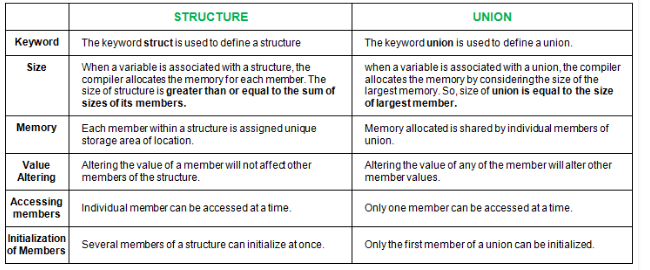 STRUCTURE UNION
Keyword The keyword struct is used to define a structure The keyword union is used to define a union.
Size When a variable is associated with a structure, the when a variable is associated with a union, the compiler
compiler allocates the memory for each member. The allocates the memory by considering the size of the
size of structure is greater than or equal to the sum of largest memory. So, size of union is equal to the size
sizes of its members. of largest member.
Memory Each member within a structure is assigned unique Memory allocated is shared by individual members of
storage area of location. union.
Value Altering the value of a member will not affect other Altering the value of any of the member will alter other
Altering members of the structure. member values.
Accessing
members Individual member can be accessed at a time. Only one member can be accessed at a time.
Initialization Several members of a structure can initialize at once. Only the first member of a union can be initialized.
of Members